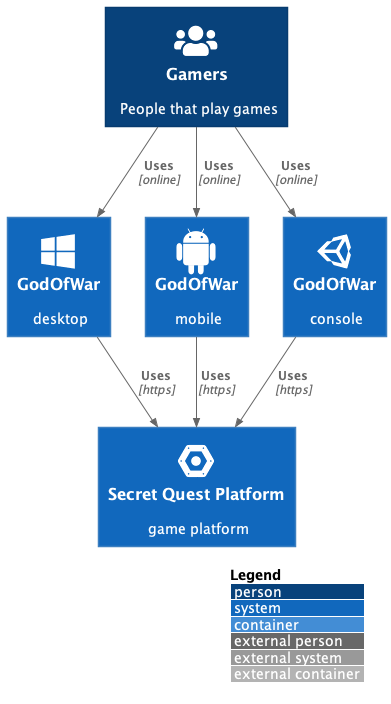 Gamers
People that play games
Uses
[online]
Uses
[online]
Uses
[online]
GodOfWar
desktop
GodOfWar
mobile
GodOfWar
console
Uses
[https]
Uses
[https]
Uses
[https]
Secret Quest Platform
game platform
Legend
person
system
container
external person
external system
external container